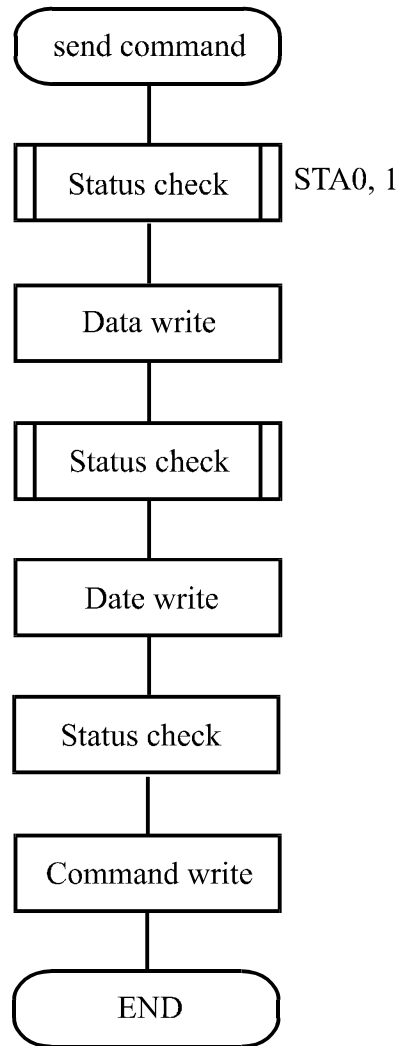 send command
Status check
STA0, 1
Data write
Status check
Date write
Status check
Command write
END